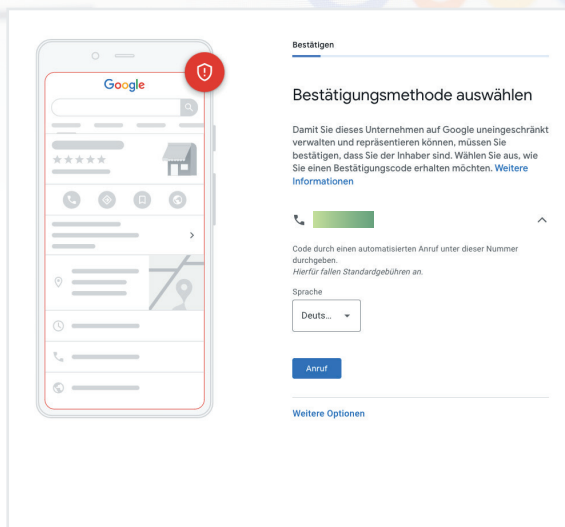 Google
Bestätigen
Bestätigungsmethode auswählen
Damit Sie dieses Unternehmen auf Google uneingeschränkt
verwalten und repräsentieren können, müssen Sie
bestätigen, dass Sie der Inhaber sind. Wählen Sie aus, wie
Sie einen Bestätigungscode erhalten möchten. Weitere
Informationen
Code durch einen automatisierten Anruf unter dieser Nummer
durchgeben.
Hierfür fallen Standardgebühren an.
Sprache
Deuts...
Anruf
Weitere Optionen